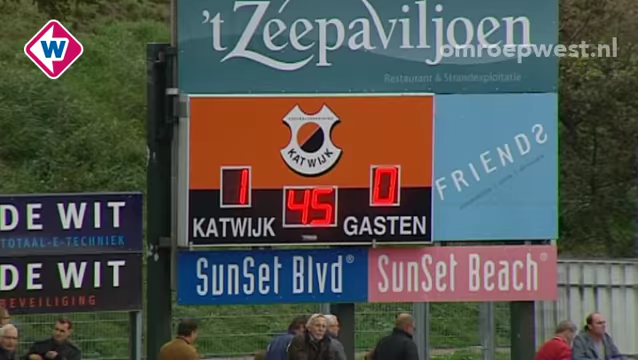 't Zeepaviljoen
Restaurant & Strandexploitatie
W
omroepwest.nl
KATWIJK
FRIENDS
1 45 0
KATWIJK GASTEN
DE WIT
TOTAAL-E-TECHNIEK
DE WIT
BEVEILIGING
SunSet Blvd®
SunSet Beach®